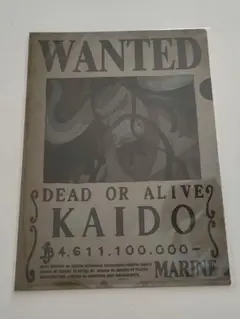 WANTED
DEAD OR ALIVE
KAIDO
฿4,611,100,000-
MARINE